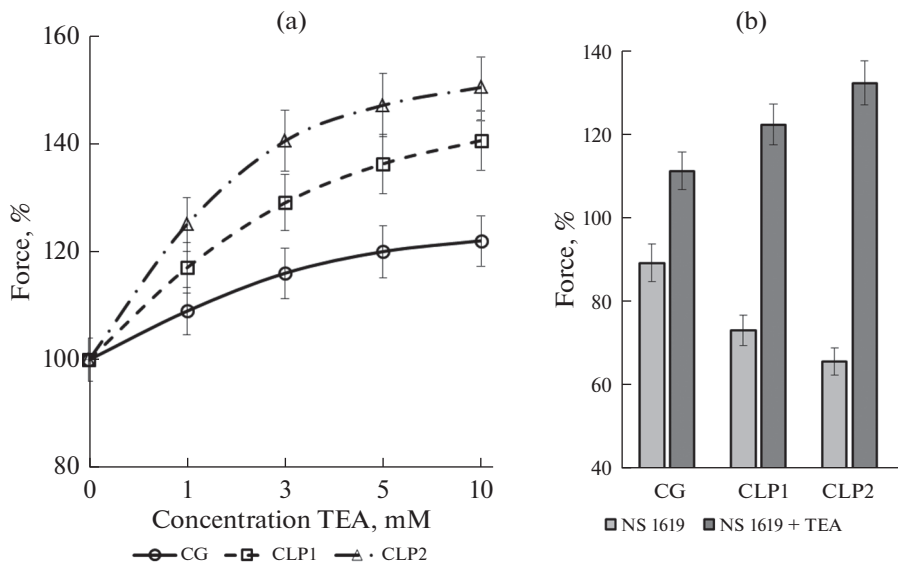 (a)
Force, %
160
140
120
100
80
0 1 3 5 10
Concentration TEA, mM
CG CLP1 CLP2
(b)
Force, %
140
120
100
80
60
40
CG CLP1 CLP2
NS 1619 NS 1619 + TEA